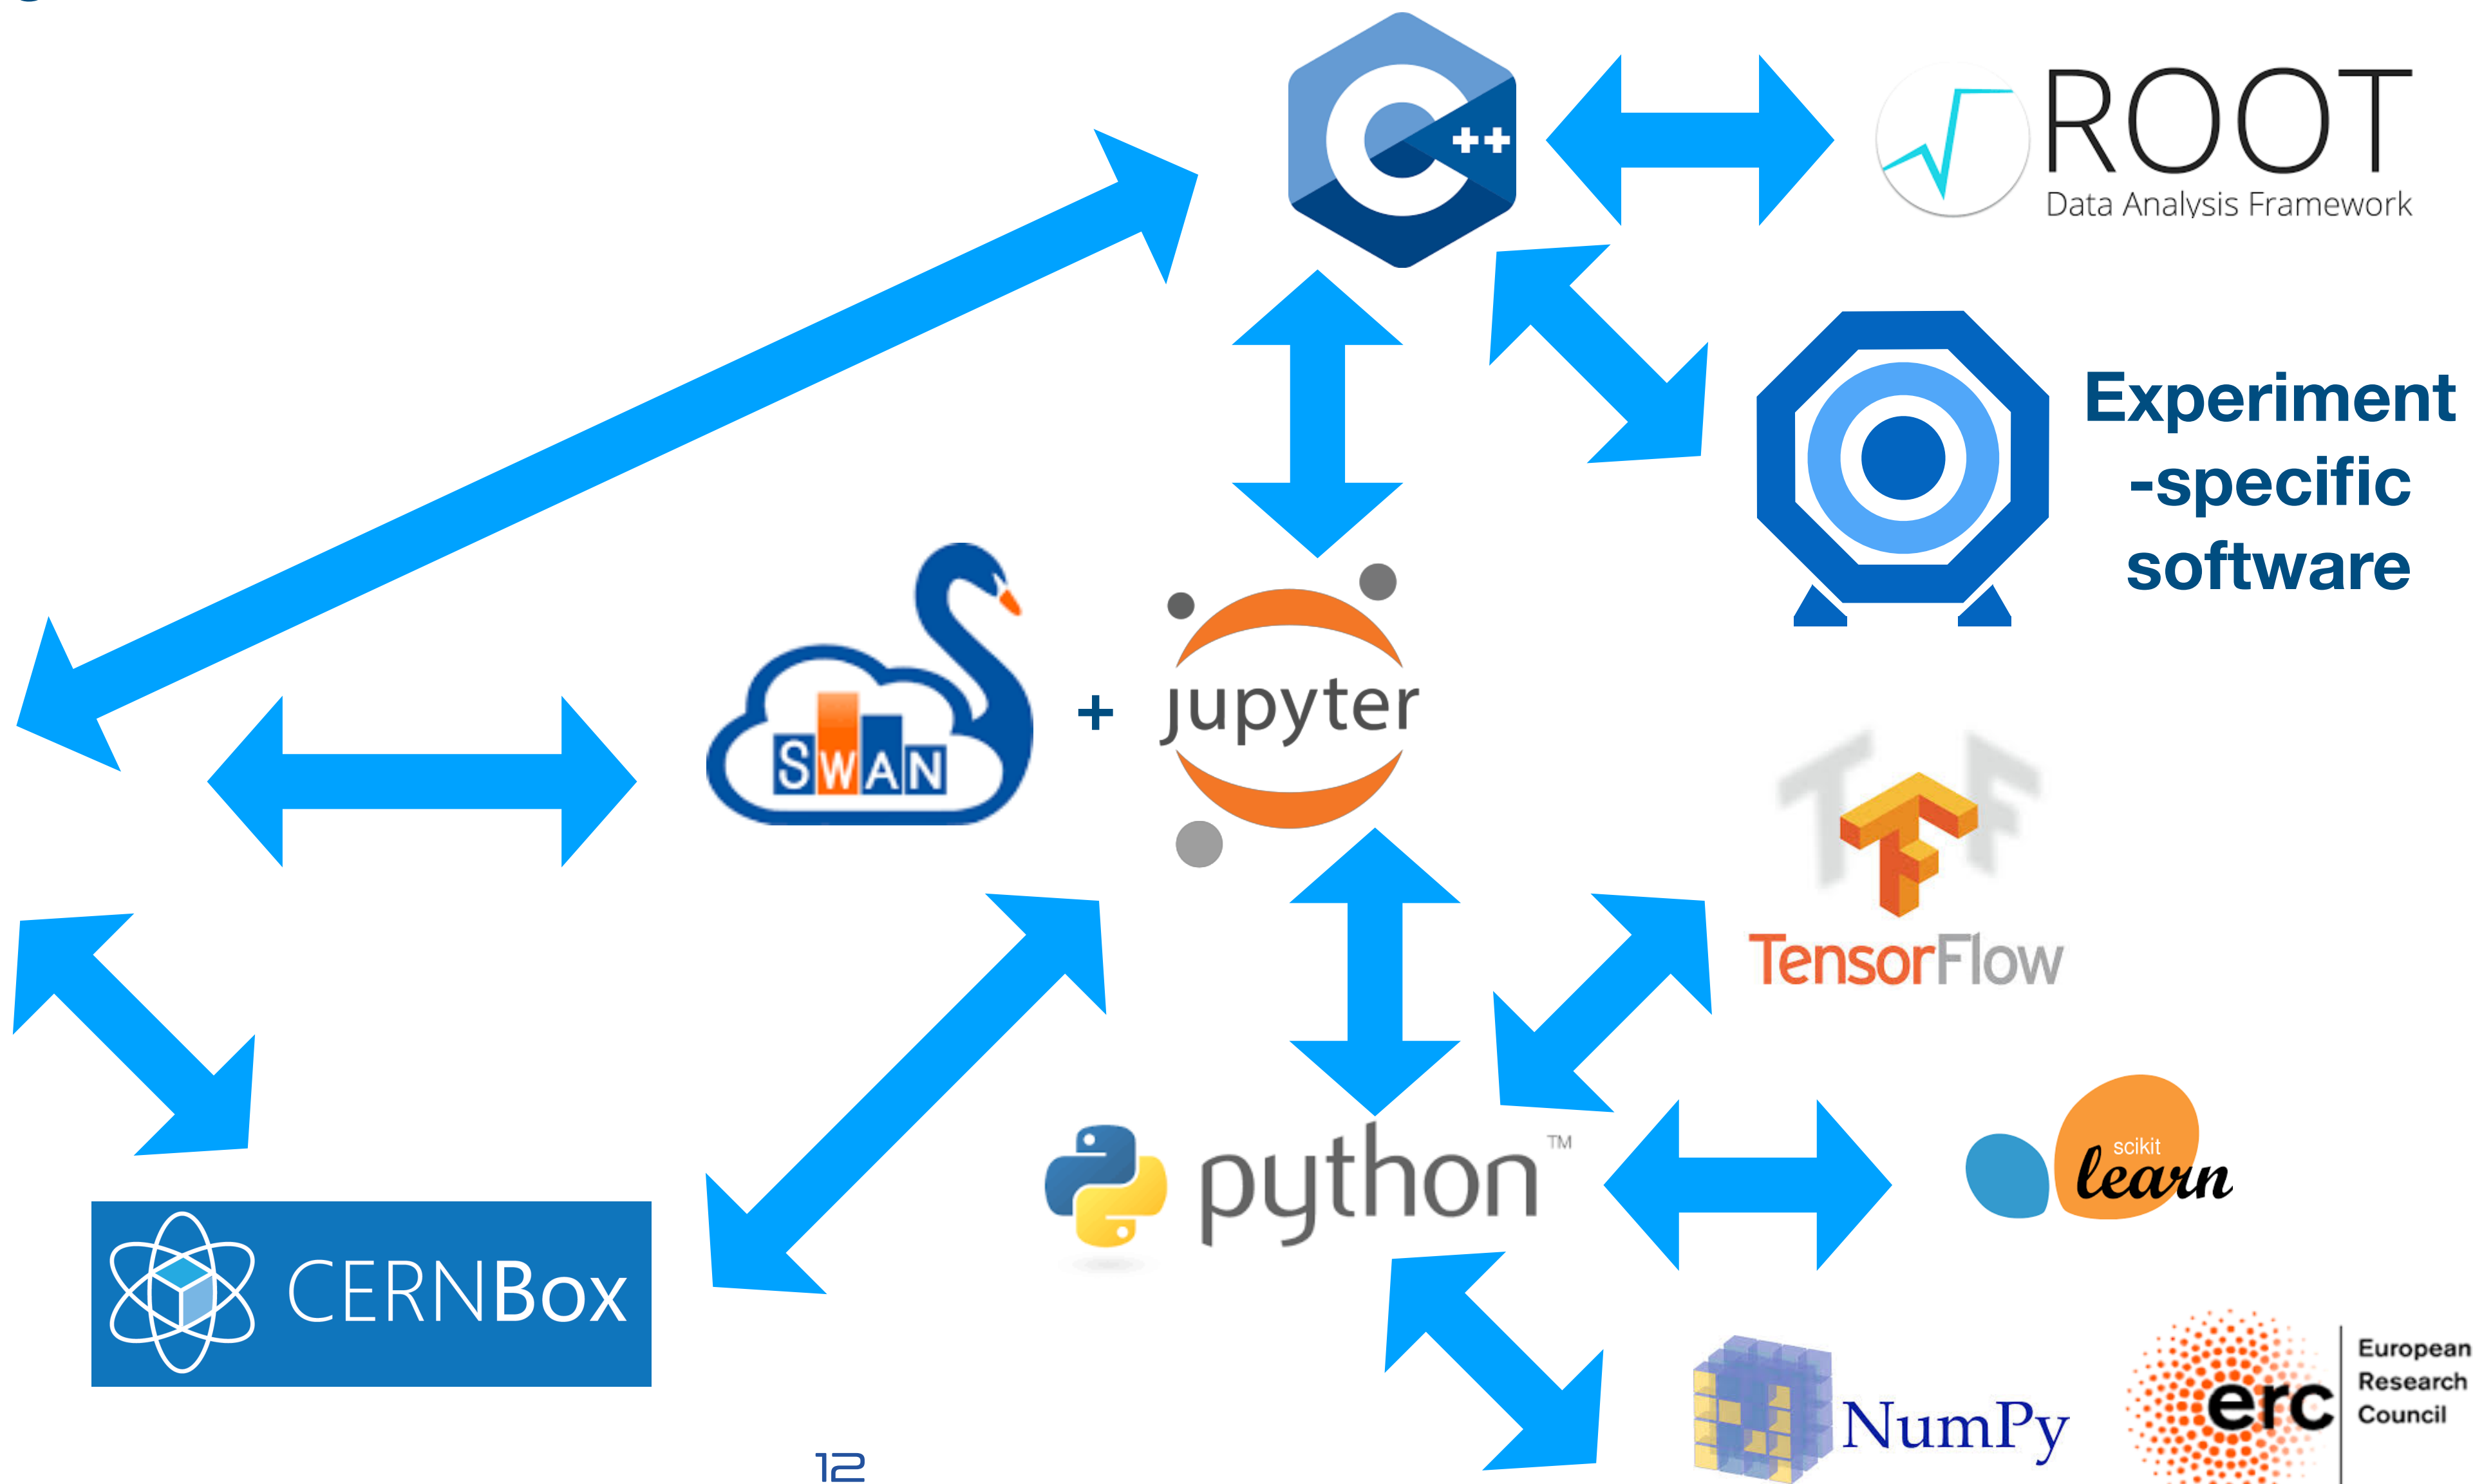 C ++
ROOT
Data Analysis Framework
Experiment
-specific
software
SWAN
+
jupyter
TF
TensorFlow
python™
scikit
learn
CERNBox
NumPy
erc
European
Research
Council
12